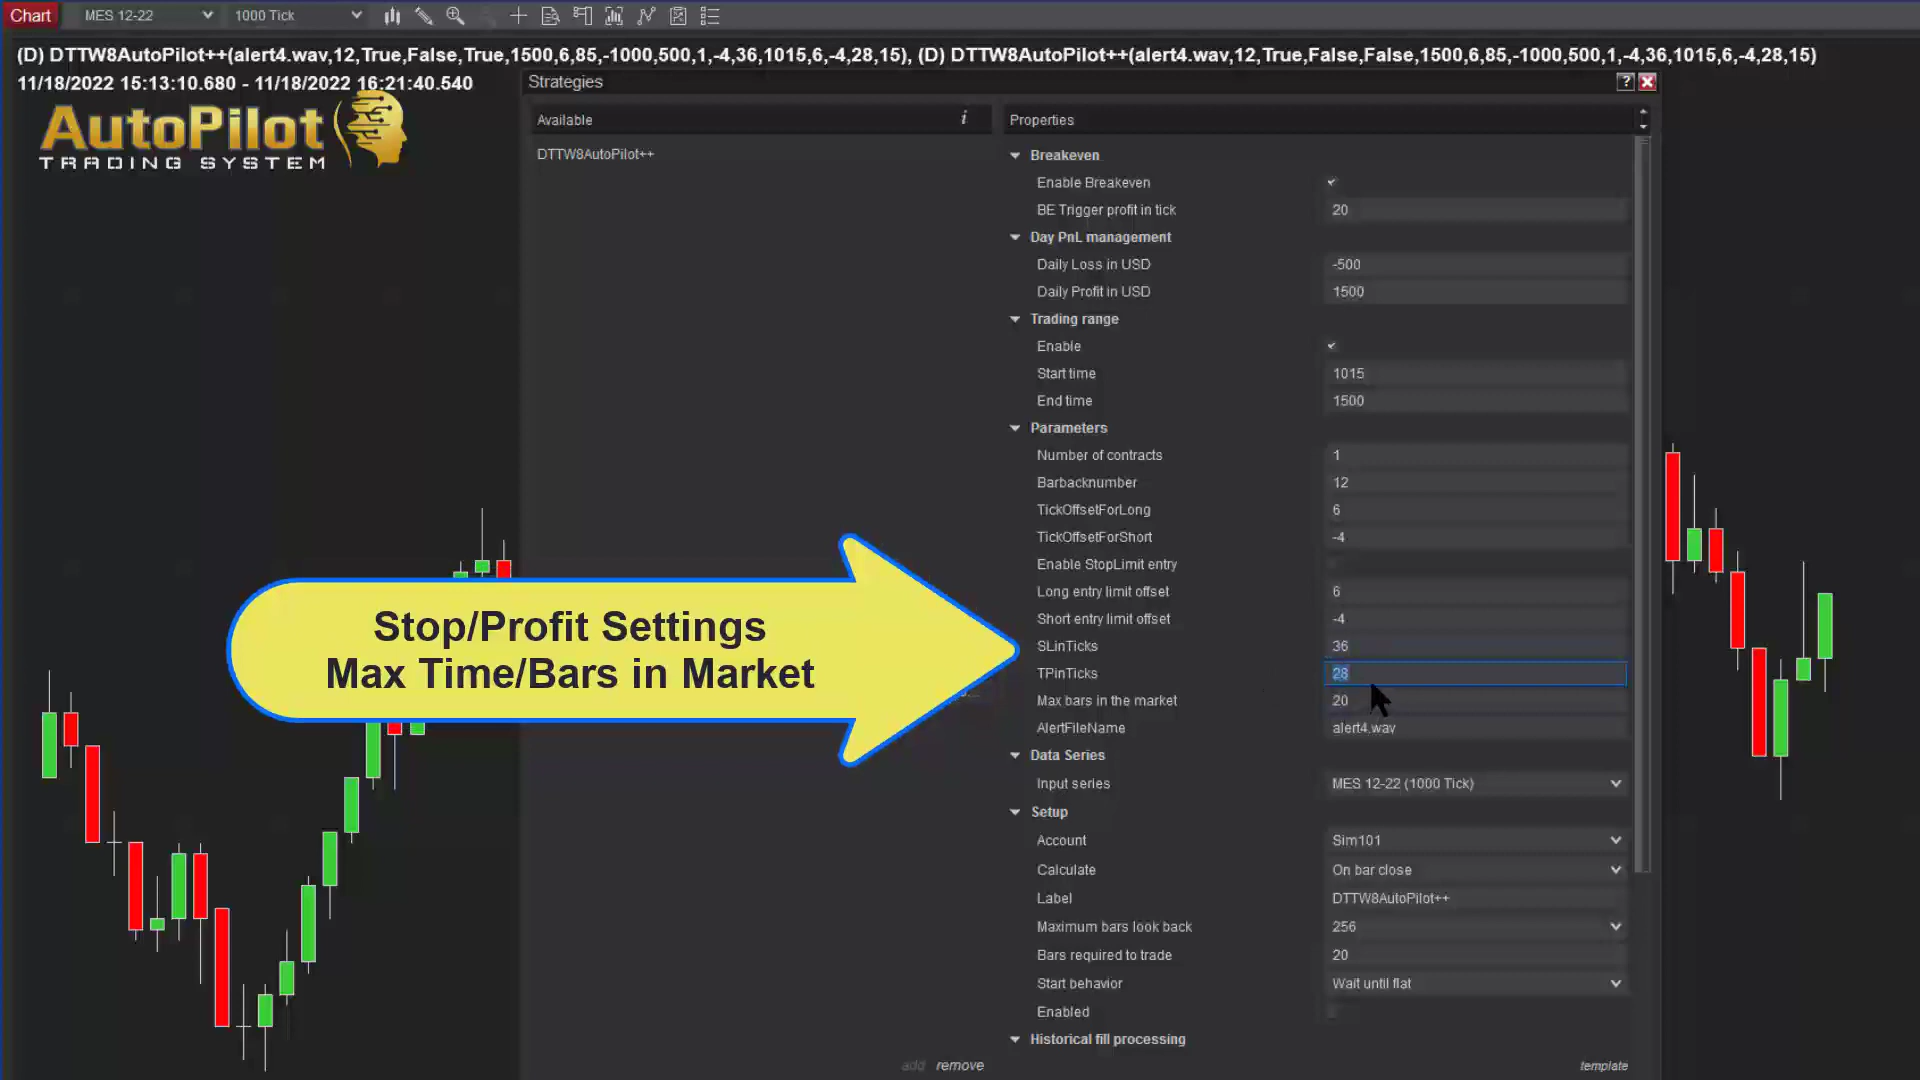 Chart MES 12-22 1000 Tick
(D) DTTW8AutoPilot++(alert4.wav,12,True,False,True,1500,6,85,-1000,500,1,-4,36,1015,6,-4,28,15), (D) DTTW8AutoPilot++(alert4.wav,12,True,False,False,1500,6,85,-1000,500,1,-4,36,1015,6,-4,28,15)
11/18/2022 15:13:10.680 - 11/18/2022 16:21:40.540
AutoPilot
TRADING SYSTEM
Strategies
?
Available i
DTTW8AutoPilot++
Properties
Breakeven
Enable Breakeven
BE Trigger profit in tick 20
Day PnL management
Daily Loss in USD -500
Daily Profit in USD 1500
Trading range
Enable
Start time 1015
End time 1500
Parameters
Number of contracts 1
Barbacknumber 12
TickOffsetForLong 6
TickOffsetForShort -4
Enable StopLimit entry
Long entry limit offset 6
Short entry limit offset -4
SLinTicks 36
TPinTicks 28
Max bars in the market 20
AlertFileName alert4.wav
Data Series
Input series MES 12-22 (1000 Tick)
Setup
Account Sim101
Calculate On bar close
Label DTTW8AutoPilot++
Maximum bars look back 256
Bars required to trade 20
Start behavior Wait until flat
Enabled
Historical fill processing
add remove
template
Stop/Profit Settings
Max Time/Bars in Market